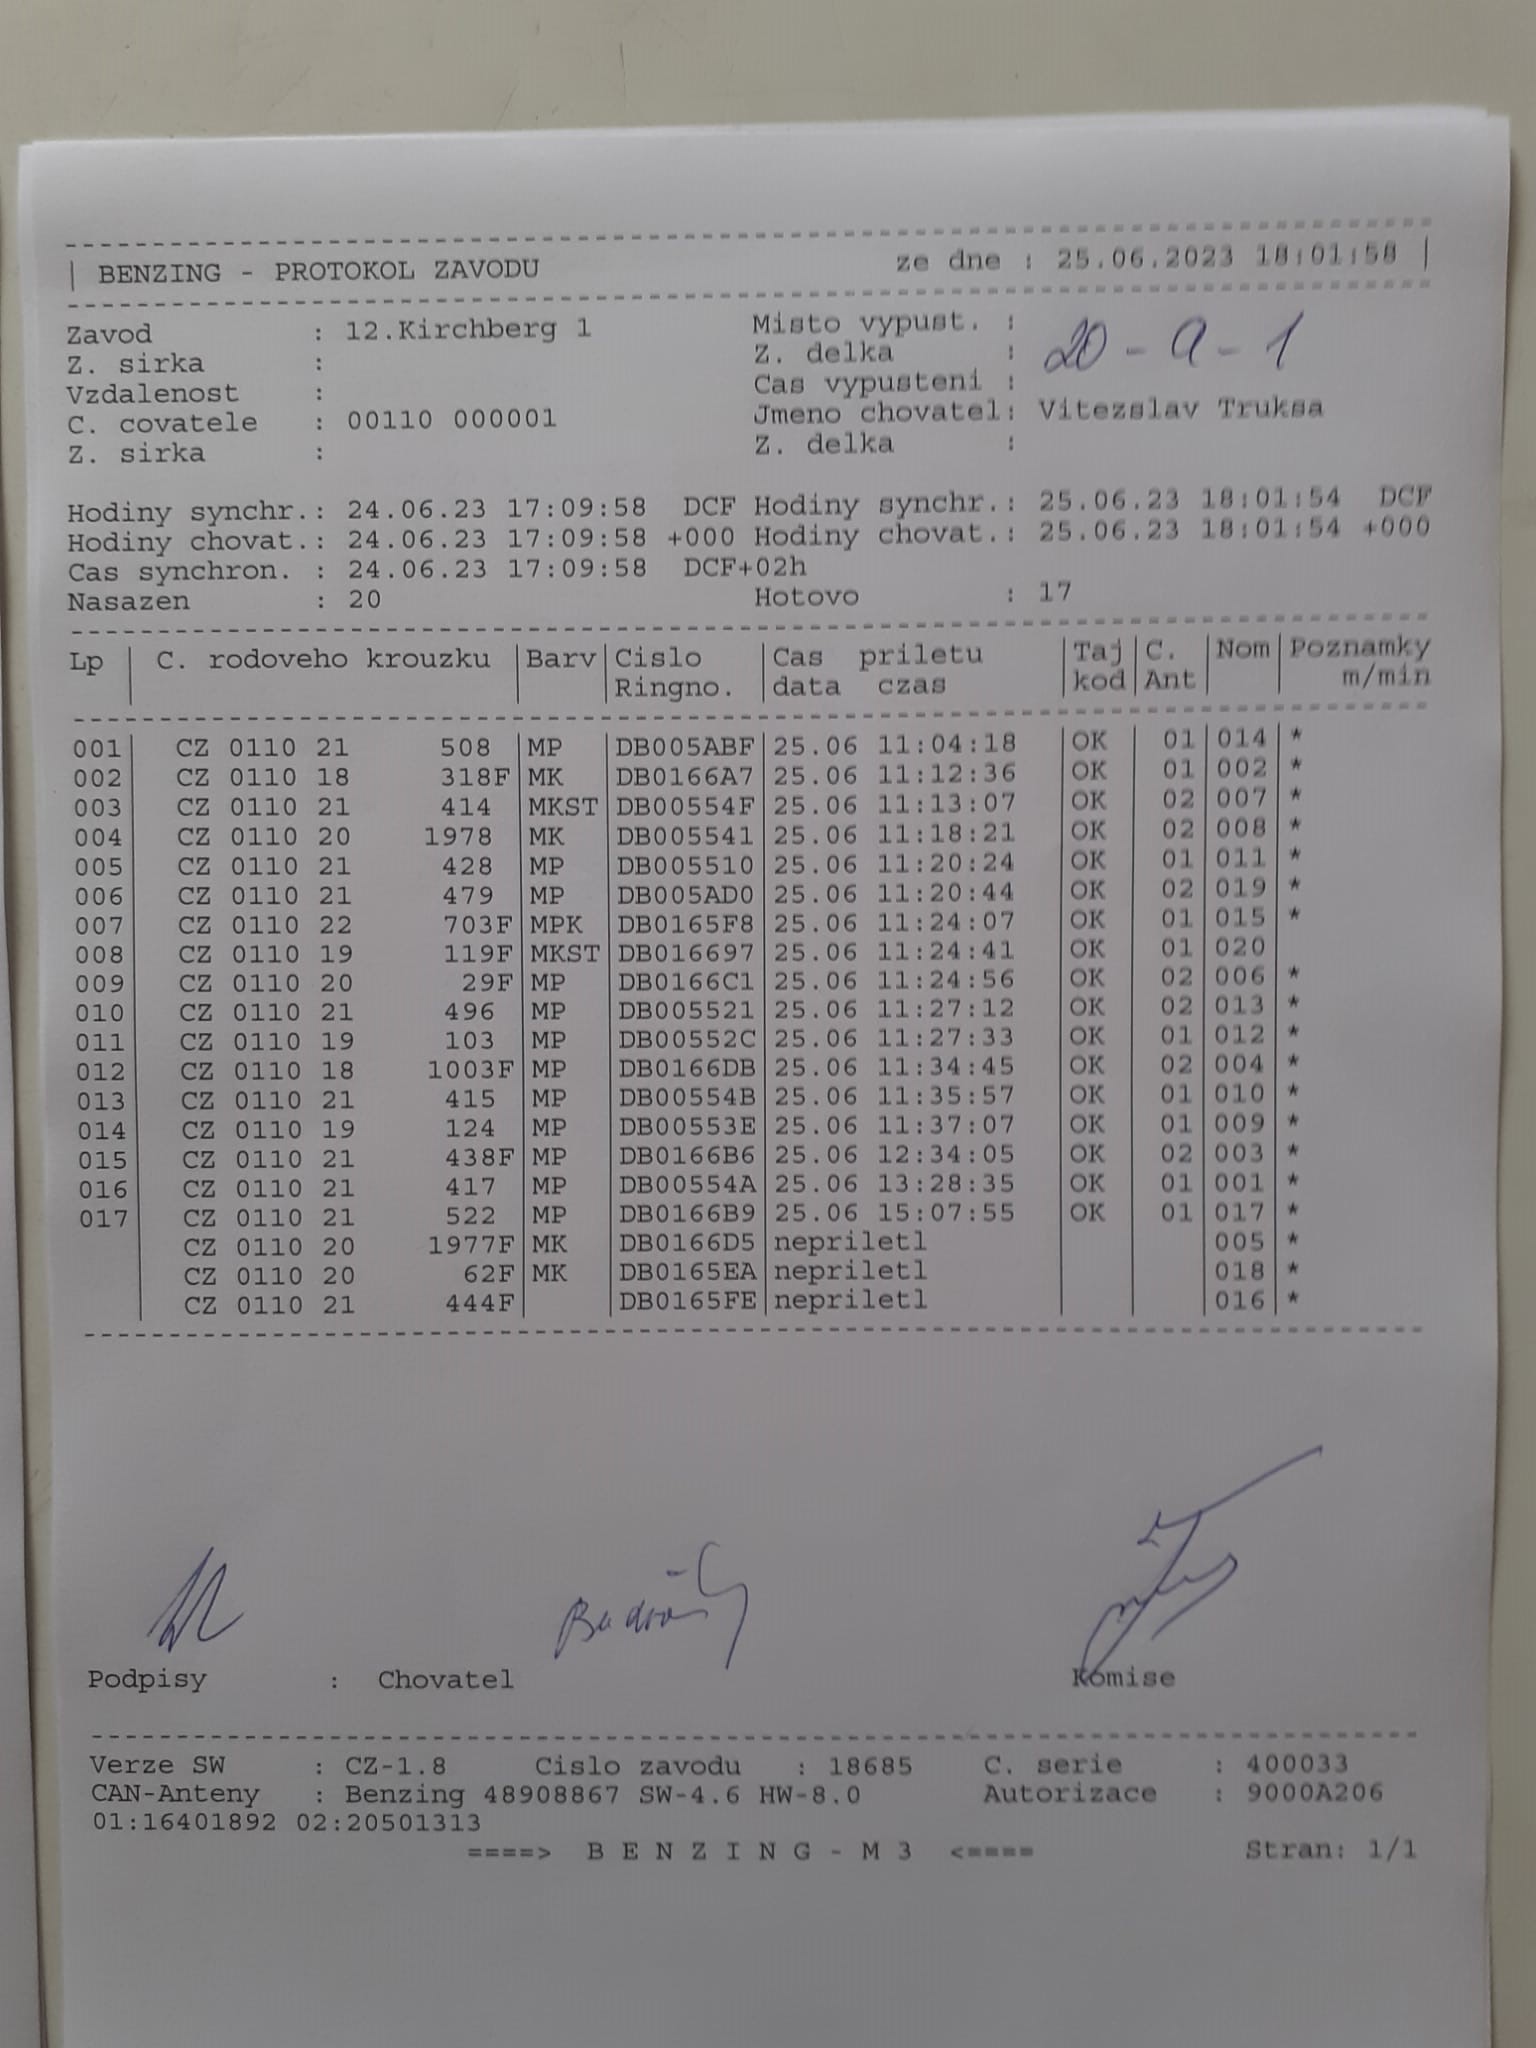 | BENZING - PROTOKOL ZAVODU ze dne : 25.06.2023 18:01:58 |
Zavod : 12.Kirchberg 1 Misto vypust. :
Z. sirka : Z. delka : 20 - a - 1
Vzdalenost : Cas vypusteni :
C. covatele : 00110 000001 Jmeno chovatel: Vitezslav Truksa
Z. sirka : Z. delka :
Hodiny synchr.: 24.06.23 17:09:58 DCF Hodiny synchr.: 25.06.23 18:01:54 DCF
Hodiny chovat.: 24.06.23 17:09:58 +000 Hodiny chovat.: 25.06.23 18:01:54 +000
Cas synchron. : 24.06.23 17:09:58 DCF+02h
Nasazen : 20 Hotovo : 17
Lp | C. rodoveho krouzku | Barv | Cislo | Cas priletu | Taj | C. | Nom | Poznamky
Ringno. | data czas | kod | Ant | m/min
001 | CZ 0110 21 508 | MP | DB005ABF | 25.06 11:04:18 | OK | 01 | 014 | *
002 | CZ 0110 18 318F | MK | DB0166A7 | 25.06 11:12:36 | OK | 01 | 002 | *
003 | CZ 0110 21 414 | MKST | DB00554F | 25.06 11:13:07 | OK | 02 | 007 | *
004 | CZ 0110 20 1978 | MK | DB005541 | 25.06 11:18:21 | OK | 02 | 008 | *
005 | CZ 0110 21 428 | MP | DB005510 | 25.06 11:20:24 | OK | 01 | 011 | *
006 | CZ 0110 21 479 | MP | DB005AD0 | 25.06 11:20:44 | OK | 02 | 019 | *
007 | CZ 0110 22 703F | MPK | DB0165F8 | 25.06 11:24:07 | OK | 01 | 015 | *
008 | CZ 0110 19 119F | MKST | DB016697 | 25.06 11:24:41 | OK | 01 | 020 |
009 | CZ 0110 20 29F | MP | DB0166C1 | 25.06 11:24:56 | OK | 02 | 006 | *
010 | CZ 0110 21 496 | MP | DB005521 | 25.06 11:27:12 | OK | 02 | 013 | *
011 | CZ 0110 19 103 | MP | DB00552C | 25.06 11:27:33 | OK | 01 | 012 | *
012 | CZ 0110 18 1003F | MP | DB0166DB | 25.06 11:34:45 | OK | 02 | 004 | *
013 | CZ 0110 21 415 | MP | DB00554B | 25.06 11:35:57 | OK | 01 | 010 | *
014 | CZ 0110 19 124 | MP | DB00553E | 25.06 11:37:07 | OK | 01 | 009 | *
015 | CZ 0110 21 438F | MP | DB0166B6 | 25.06 12:34:05 | OK | 02 | 003 | *
016 | CZ 0110 21 417 | MP | DB00554A | 25.06 13:28:35 | OK | 01 | 001 | *
017 | CZ 0110 21 522 | MP | DB0166B9 | 25.06 15:07:55 | OK | 01 | 017 | *
| CZ 0110 20 1977F | MK | DB0166D5 | nepriletl | | | 005 | *
| CZ 0110 20 62F | MK | DB0165EA | nepriletl | | | 018 | *
| CZ 0110 21 444F | | DB0165FE | nepriletl | | | 016 | *
Podpisy : Chovatel Komise
Verze SW : CZ-1.8 Cislo zavodu : 18685 C. serie : 400033
CAN-Anteny : Benzing 48908867 SW-4.6 HW-8.0 Autorizace : 9000A206
01:16401892 02:20501313
====> B E N Z I N G - M 3 <==== Stran: 1/1